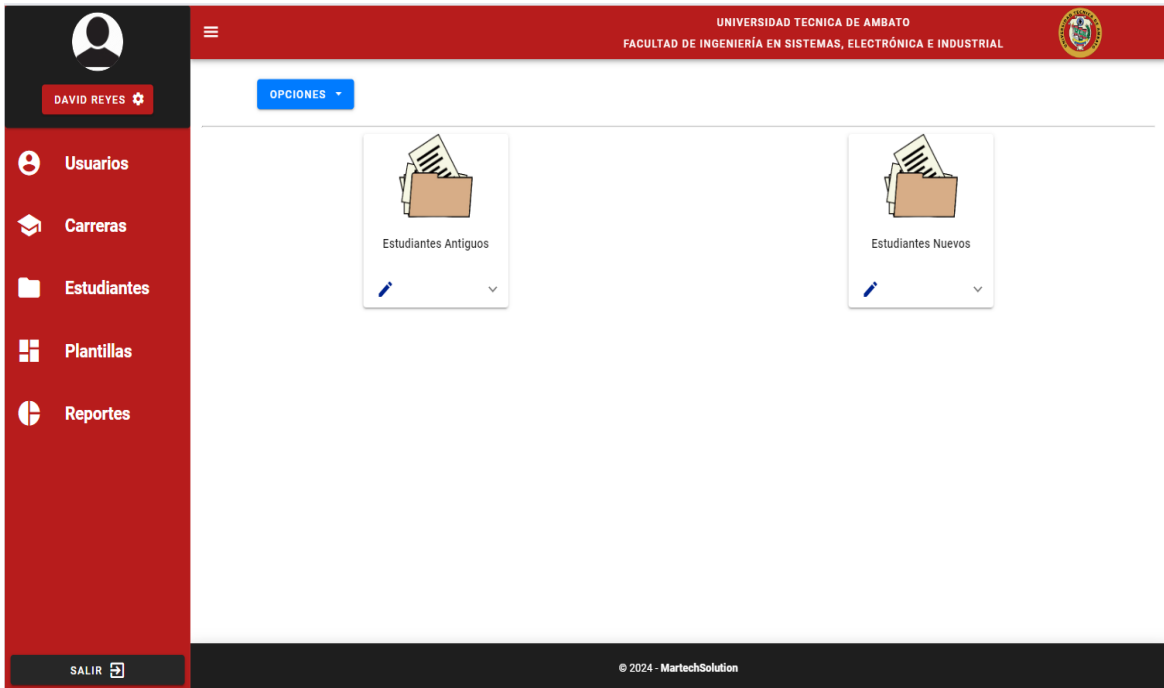 UNIVERSIDAD TECNICA DE AMBATO
FACULTAD DE INGENIERÍA EN SISTEMAS, ELECTRÓNICA E INDUSTRIAL
DAVID REYES
OPCIONES
Usuarios
Carreras
Estudiantes
Plantillas
Reportes
Estudiantes Antiguos
Estudiantes Nuevos
SALIR
© 2024 - MartechSolution